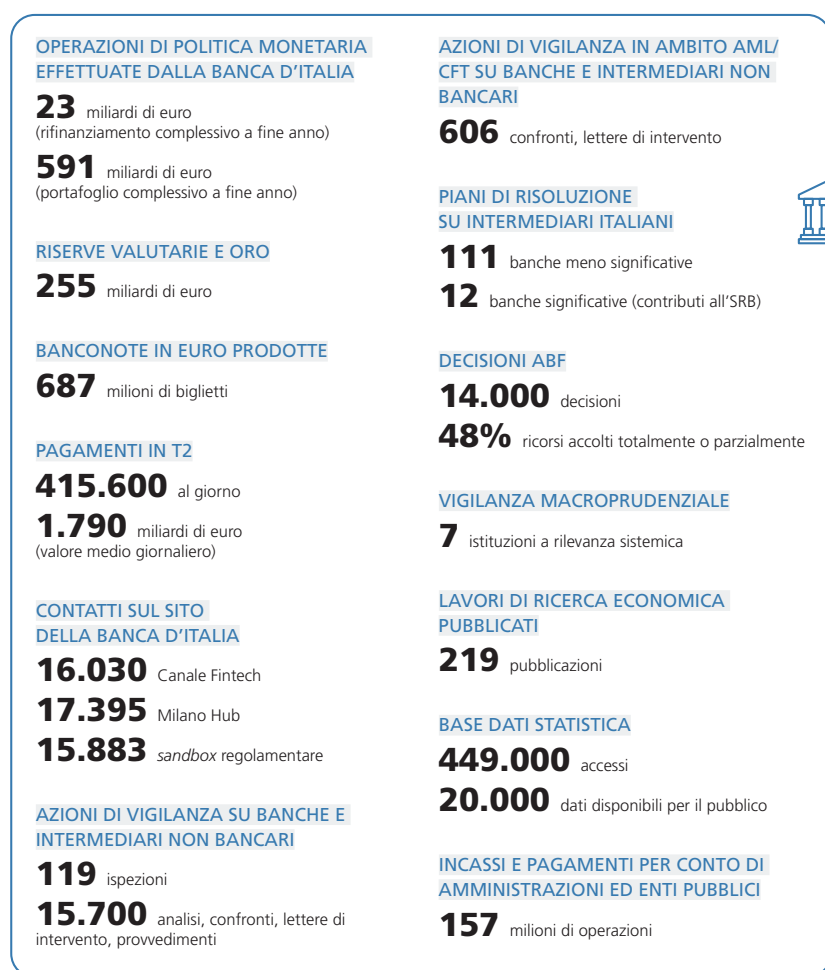 OPERAZIONI DI POLITICA MONETARIA
EFFETTUATE DALLA BANCA D'ITALIA
23 miliardi di euro
(rifinanziamento complessivo a fine anno)
591 miliardi di euro
(portafoglio complessivo a fine anno)
RISERVE VALUTARIE E ORO
255 miliardi di euro
BANCONOTE IN EURO PRODOTTE
687 milioni di biglietti
PAGAMENTI IN T2
415.600 al giorno
1.790 miliardi di euro
(valore medio giornaliero)
CONTATTI SUL SITO
DELLA BANCA D'ITALIA
16.030 Canale Fintech
17.395 Milano Hub
15.883 sandbox regolamentare
AZIONI DI VIGILANZA SU BANCHE E
INTERMEDIARI NON BANCARI
119 ispezioni
15.700 analisi, confronti, lettere di
intervento, provvedimenti
AZIONI DI VIGILANZA IN AMBITO AML/
CFT SU BANCHE E INTERMEDIARI NON
BANCARI
606 confronti, lettere di intervento
PIANI DI RISOLUZIONE
SU INTERMEDIARI ITALIANI
111 banche meno significative
12 banche significative (contributi all'SRB)
DECISIONI ABF
14.000 decisioni
48% ricorsi accolti totalmente o parzialmente
VIGILANZA MACROPRUDENZIALE
7 istituzioni a rilevanza sistemica
LAVORI DI RICERCA ECONOMICA
PUBBLICATI
219 pubblicazioni
BASE DATI STATISTICA
449.000 accessi
20.000 dati disponibili per il pubblico
INCASSI E PAGAMENTI PER CONTO DI
AMMINISTRAZIONI ED ENTI PUBBLICI
157 milioni di operazioni